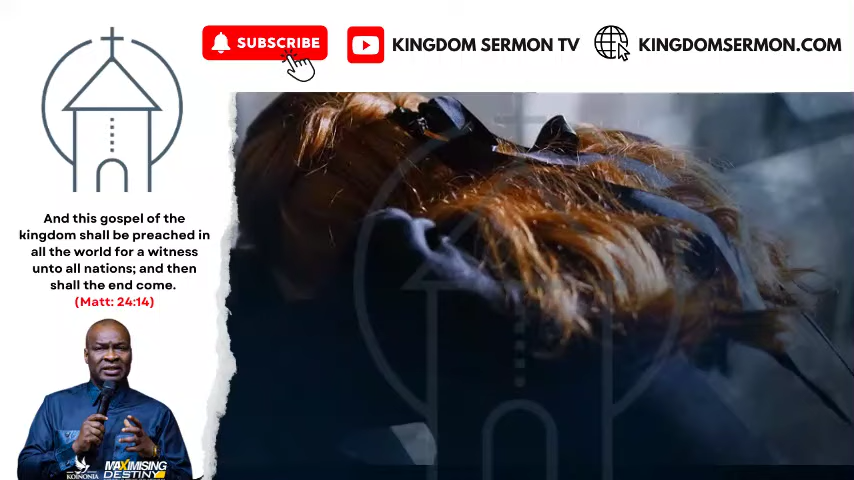 SUBSCRIBE
KINGDOM SERMON TV
KINGDOMSERMON.COM
And this gospel of the
kingdom shall be preached in
all the world for a witness
unto all nations; and then
shall the end come.
(Matt: 24:14)
KOINONIA
MAXIMISING
DESTINY